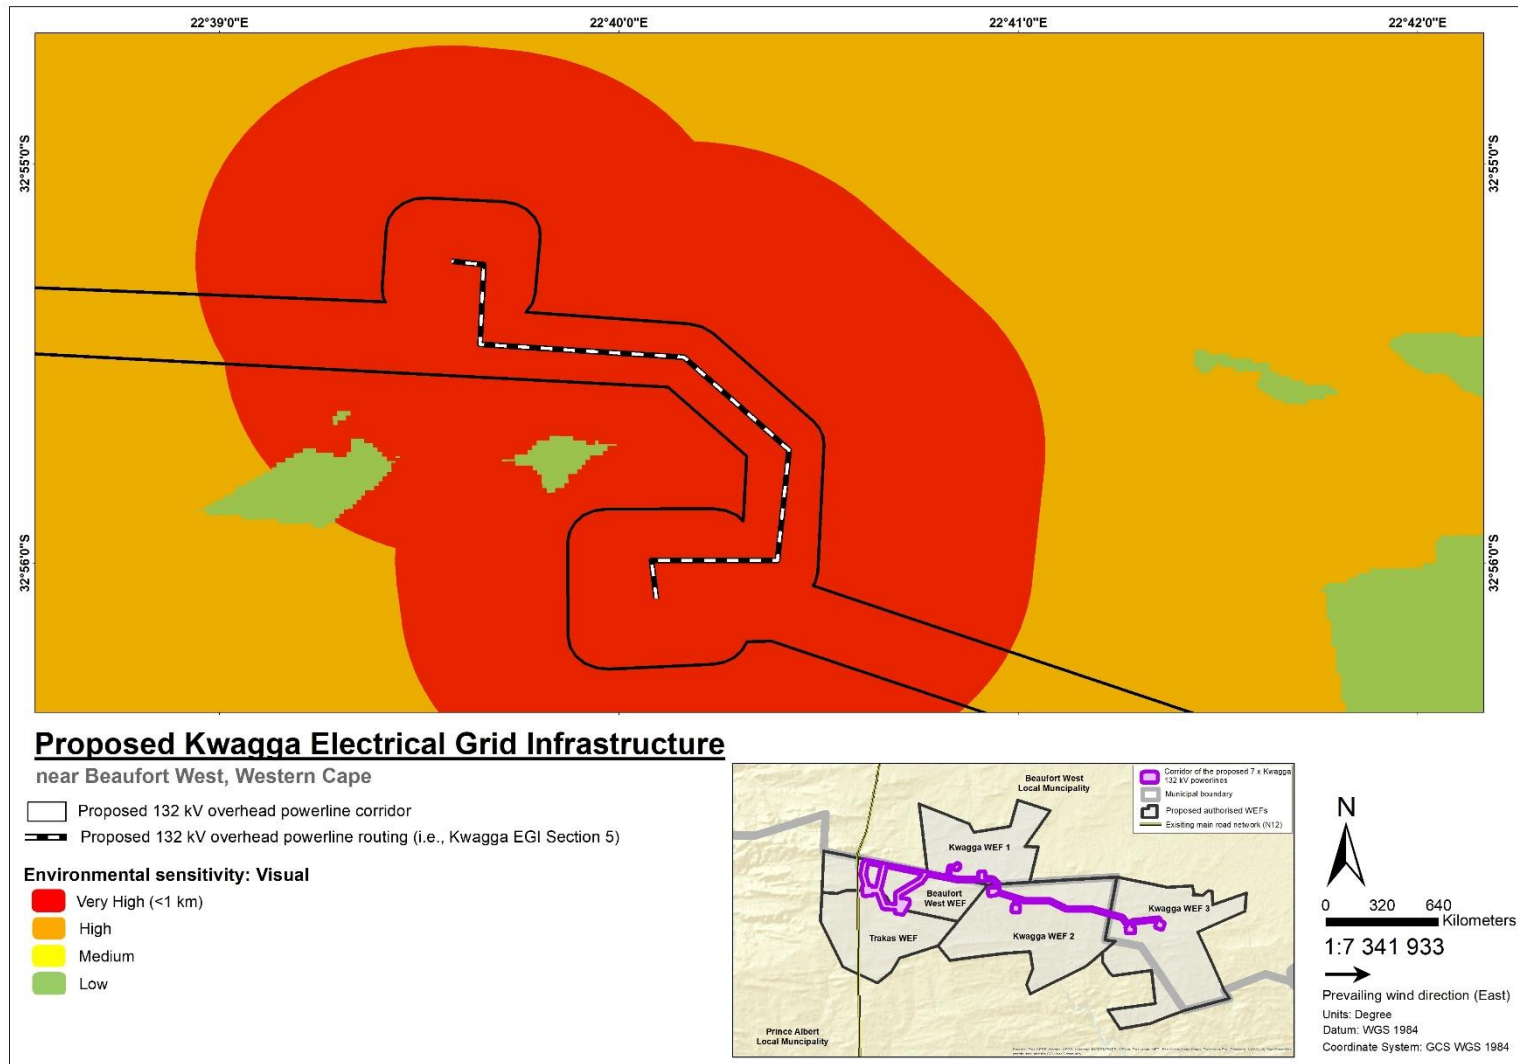 22°39'0"E
22°40'0"E
22°41'0"E
22°42'0"E
32°55'0"S
32°55'0"S
32°56'0"S
32°56'0"S
Proposed Kwagga Electrical Grid Infrastructure
near Beaufort West, Western Cape
Proposed 132 kV overhead powerline corridor
Proposed 132 kV overhead powerline routing (i.e., Kwagga EGI Section 5)
Environmental sensitivity: Visual
Very High (<1 km)
High
Medium
Low
Beaufort West
Local Muncipality
Corridor of the proposed 7 x Kwagga
132 kV powerlines
Municipal boundary
Proposed authorised WEFs
Exisiting main road network (N12)
Kwagga WEF 1
Beaufort
West WEF
Kwagga WEF 3
Trakas WEF
Kwagga WEF 2
Prince Albert
Local Municipality
N
0 320 640
Kilometers
1:7 341 933
Prevailing wind direction (East)
Units: Degree
Datum: WGS 1984
Coordinate System: GCS WGS 1984